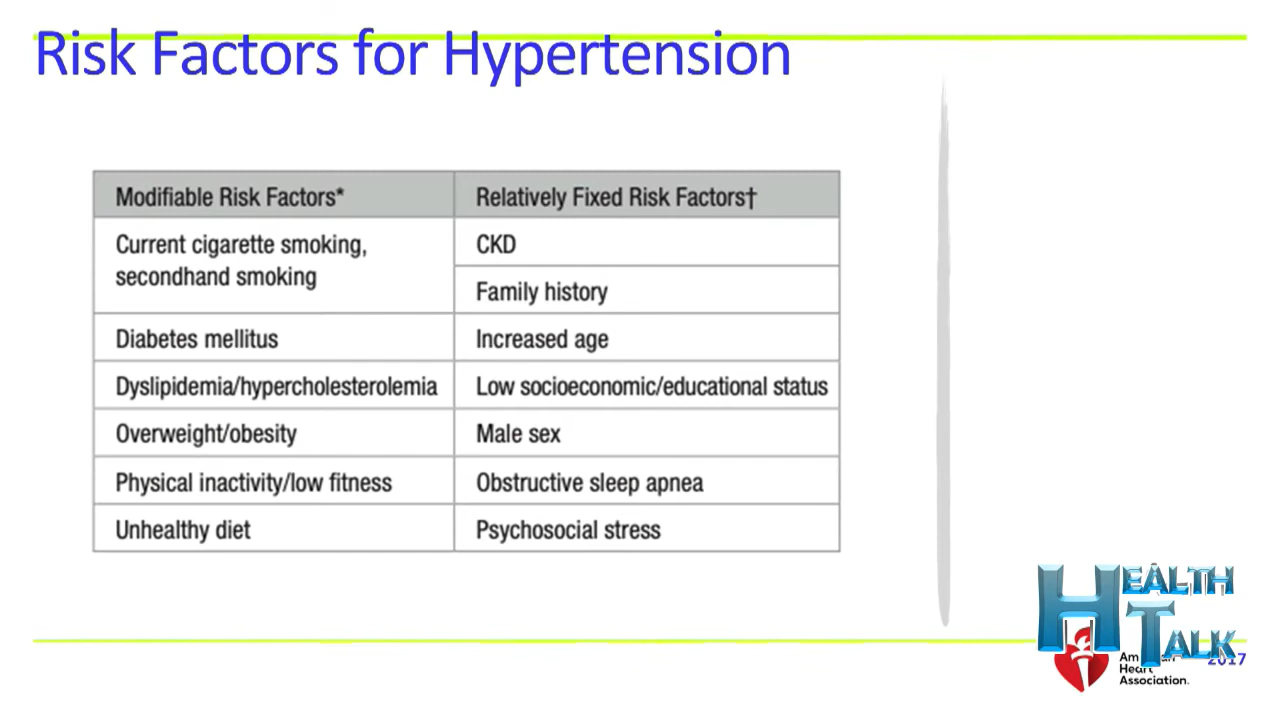 Risk Factors for Hypertension
Modifiable Risk Factors* Relatively Fixed Risk Factors†
Current cigarette smoking,
secondhand smoking
CKD
Family history
Diabetes mellitus Increased age
Dyslipidemia/hypercholesterolemia Low socioeconomic/educational status
Overweight/obesity Male sex
Physical inactivity/low fitness Obstructive sleep apnea
Unhealthy diet Psychosocial stress
HEALTH
TALK
2017
Heart
Association.